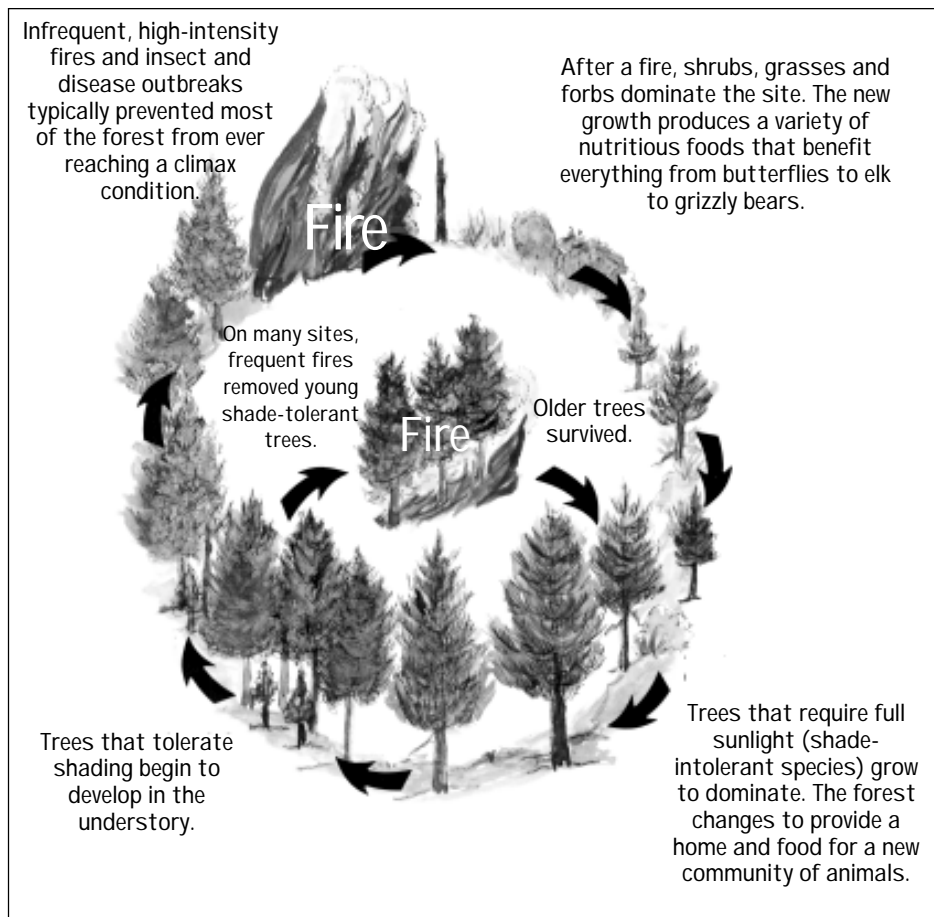 Infrequent, high-intensity
fires and insect and
disease outbreaks
typically prevented most
of the forest from ever
reaching a climax
condition.
After a fire, shrubs, grasses and
forbs dominate the site. The new
growth produces a variety of
nutritious foods that benefit
everything from butterflies to elk
to grizzly bears.
Fire
On many sites,
frequent fires
removed young
shade-tolerant
trees.
Fire
Older trees
survived.
Trees that tolerate
shading begin to
develop in the
understory.
Trees that require full
sunlight (shade-
intolerant species) grow
to dominate. The forest
changes to provide a
home and food for a new
community of animals.